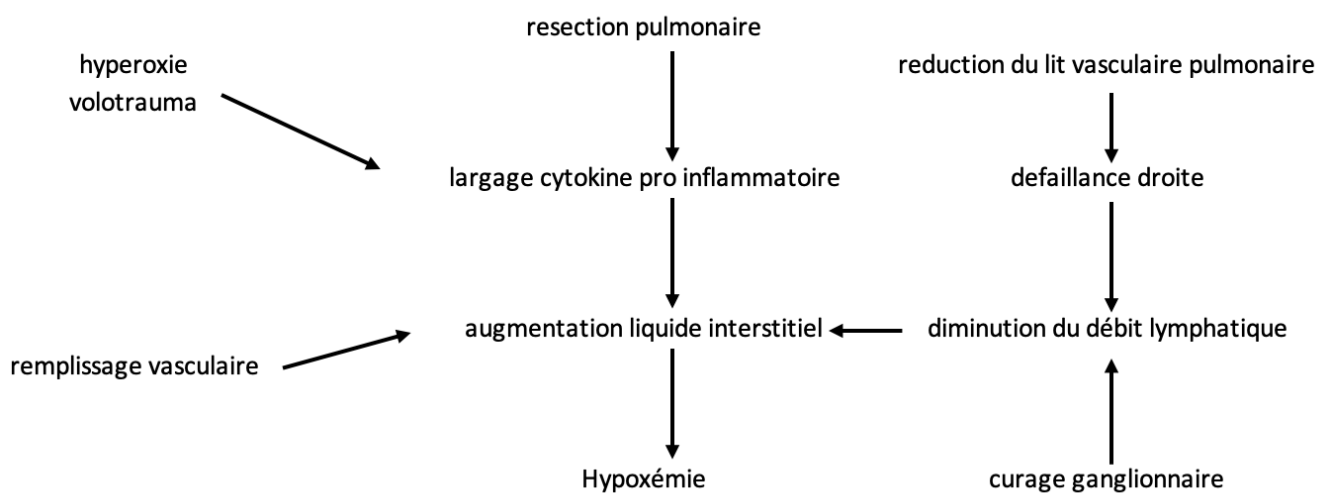 resection pulmonaire
hyperoxie
volotrauma
reduction du lit vasculaire pulmonaire
largage cytokine pro inflammatoire
defaillance droite
augmentation liquide interstitiel
diminution du débit lymphatique
remplissage vasculaire
Hypoxémie
curage ganglionnaire